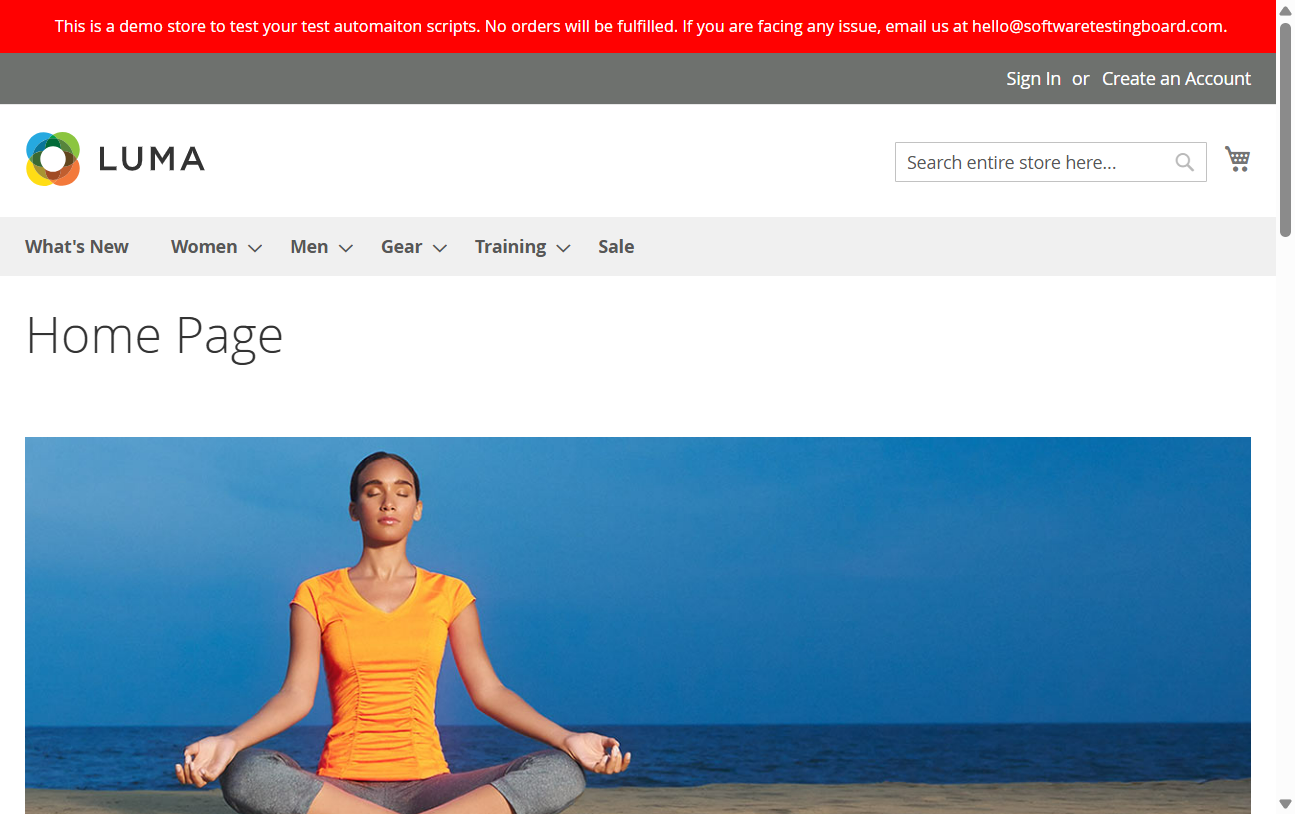 This is a demo store to test your test automaiton scripts. No orders will be fulfilled. If you are facing any issue, email us at hello@softwaretestingboard.com.
Sign In or Create an Account
LUMA
Search entire store here...
What's New Women Men Gear Training Sale
Home Page